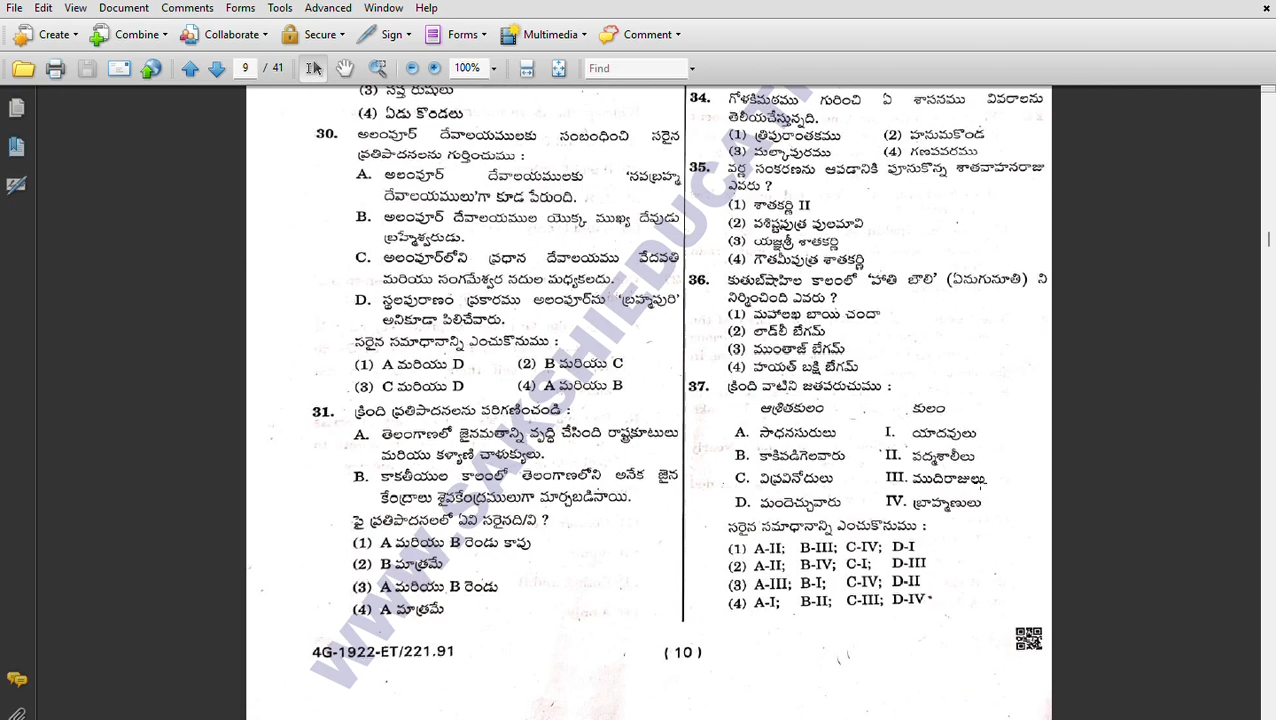 File Edit View Document Comments Forms Tools Advanced Window Help
Create Combine Collaborate Secure Sign Forms Multimedia Comment
9 / 41 100% Find
(3) సప్త రుషులు
(4) ఏడు కొండలు
30. అలంపూర్ దేవాలయములకు సంబంధించి సరైన
ప్రతిపాదనలను గుర్తించుము :
A. అలంపూర్ దేవాలయములకు 'నవబ్రహ్మ
దేవాలయములు'గా కూడ పేరుంది.
B. అలంపూర్ దేవాలయముల యొక్క ముఖ్య దేవుడు
బ్రహ్మేశ్వరుడు.
C. అలంపూర్‌లోని ప్రధాన దేవాలయము వేదవతి
మరియు సంగమేశ్వర నదుల మధ్యకలదు.
D. స్థలపురాణం ప్రకారము అలంపూర్‌ను 'బ్రహ్మపురి'
అనికూడా పిలిచేవారు.
సరైన సమాధానాన్ని ఎంచుకొనుము :
(1) A మరియు D (2) B మరియు C
(3) C మరియు D (4) A మరియు B
31. క్రింది ప్రతిపాదనలను పరిగణించండి :
A. తెలంగాణలో జైనమతాన్ని వృద్ధి చేసింది రాష్ట్రకూటులు
మరియు కళ్యాణి చాళుక్యులు.
B. కాకతీయుల కాలంలో తెలంగాణలోని అనేక జైన
కేంద్రాలు శైవకేంద్రములుగా మార్చబడినాయి.
పై ప్రతిపాదనలలో ఏవి సరైనది/వి ?
(1) A మరియు B రెండు కావు
(2) B మాత్రమే
(3) A మరియు B రెండు
(4) A మాత్రమే
34. గోళకిమఠము గురించి ఏ శాసనము వివరాలను
తెలియచేస్తున్నది.
(1) త్రిపురాంతకము (2) హనుమకొండ
(3) మల్కాపురము (4) గణపవరము
35. వర్ణ సంకరణను ఆపడానికి పూనుకొన్న శాతవాహనరాజు
ఎవరు ?
(1) శాతకర్ణి II
(2) వశిష్టపుత్ర పులమావి
(3) యజ్ఞశ్రీ శాతకర్ణి
(4) గౌతమీపుత్ర శాతకర్ణి
36. కుతుబ్‌షాహిల కాలంలో 'హాతి బౌలి' (ఏనుగునూతి) ని
నిర్మించింది ఎవరు ?
(1) మహాలఖ బాయి చందా
(2) లాడ్‌లీ బేగమ్
(3) ముంతాజ్ బేగమ్
(4) హయత్ బక్షి బేగమ్
37. క్రింది వాటిని జతపరుచుము :
ఆశ్రితకులం కులం
A. సాధనసురులు I. యాదవులు
B. కాకిపడిగెలవారు II. పద్మశాలీలు
C. విప్రవినోదులు III. ముదిరాజులు
D. మందెచ్చువారు IV. బ్రాహ్మణులు
సరైన సమాధానాన్ని ఎంచుకొనుము :
(1) A-II; B-III; C-IV; D-I
(2) A-II; B-IV; C-I; D-III
(3) A-III; B-I; C-IV; D-II
(4) A-I; B-II; C-III; D-IV
4G-1922-ET/221.91 ( 10 )